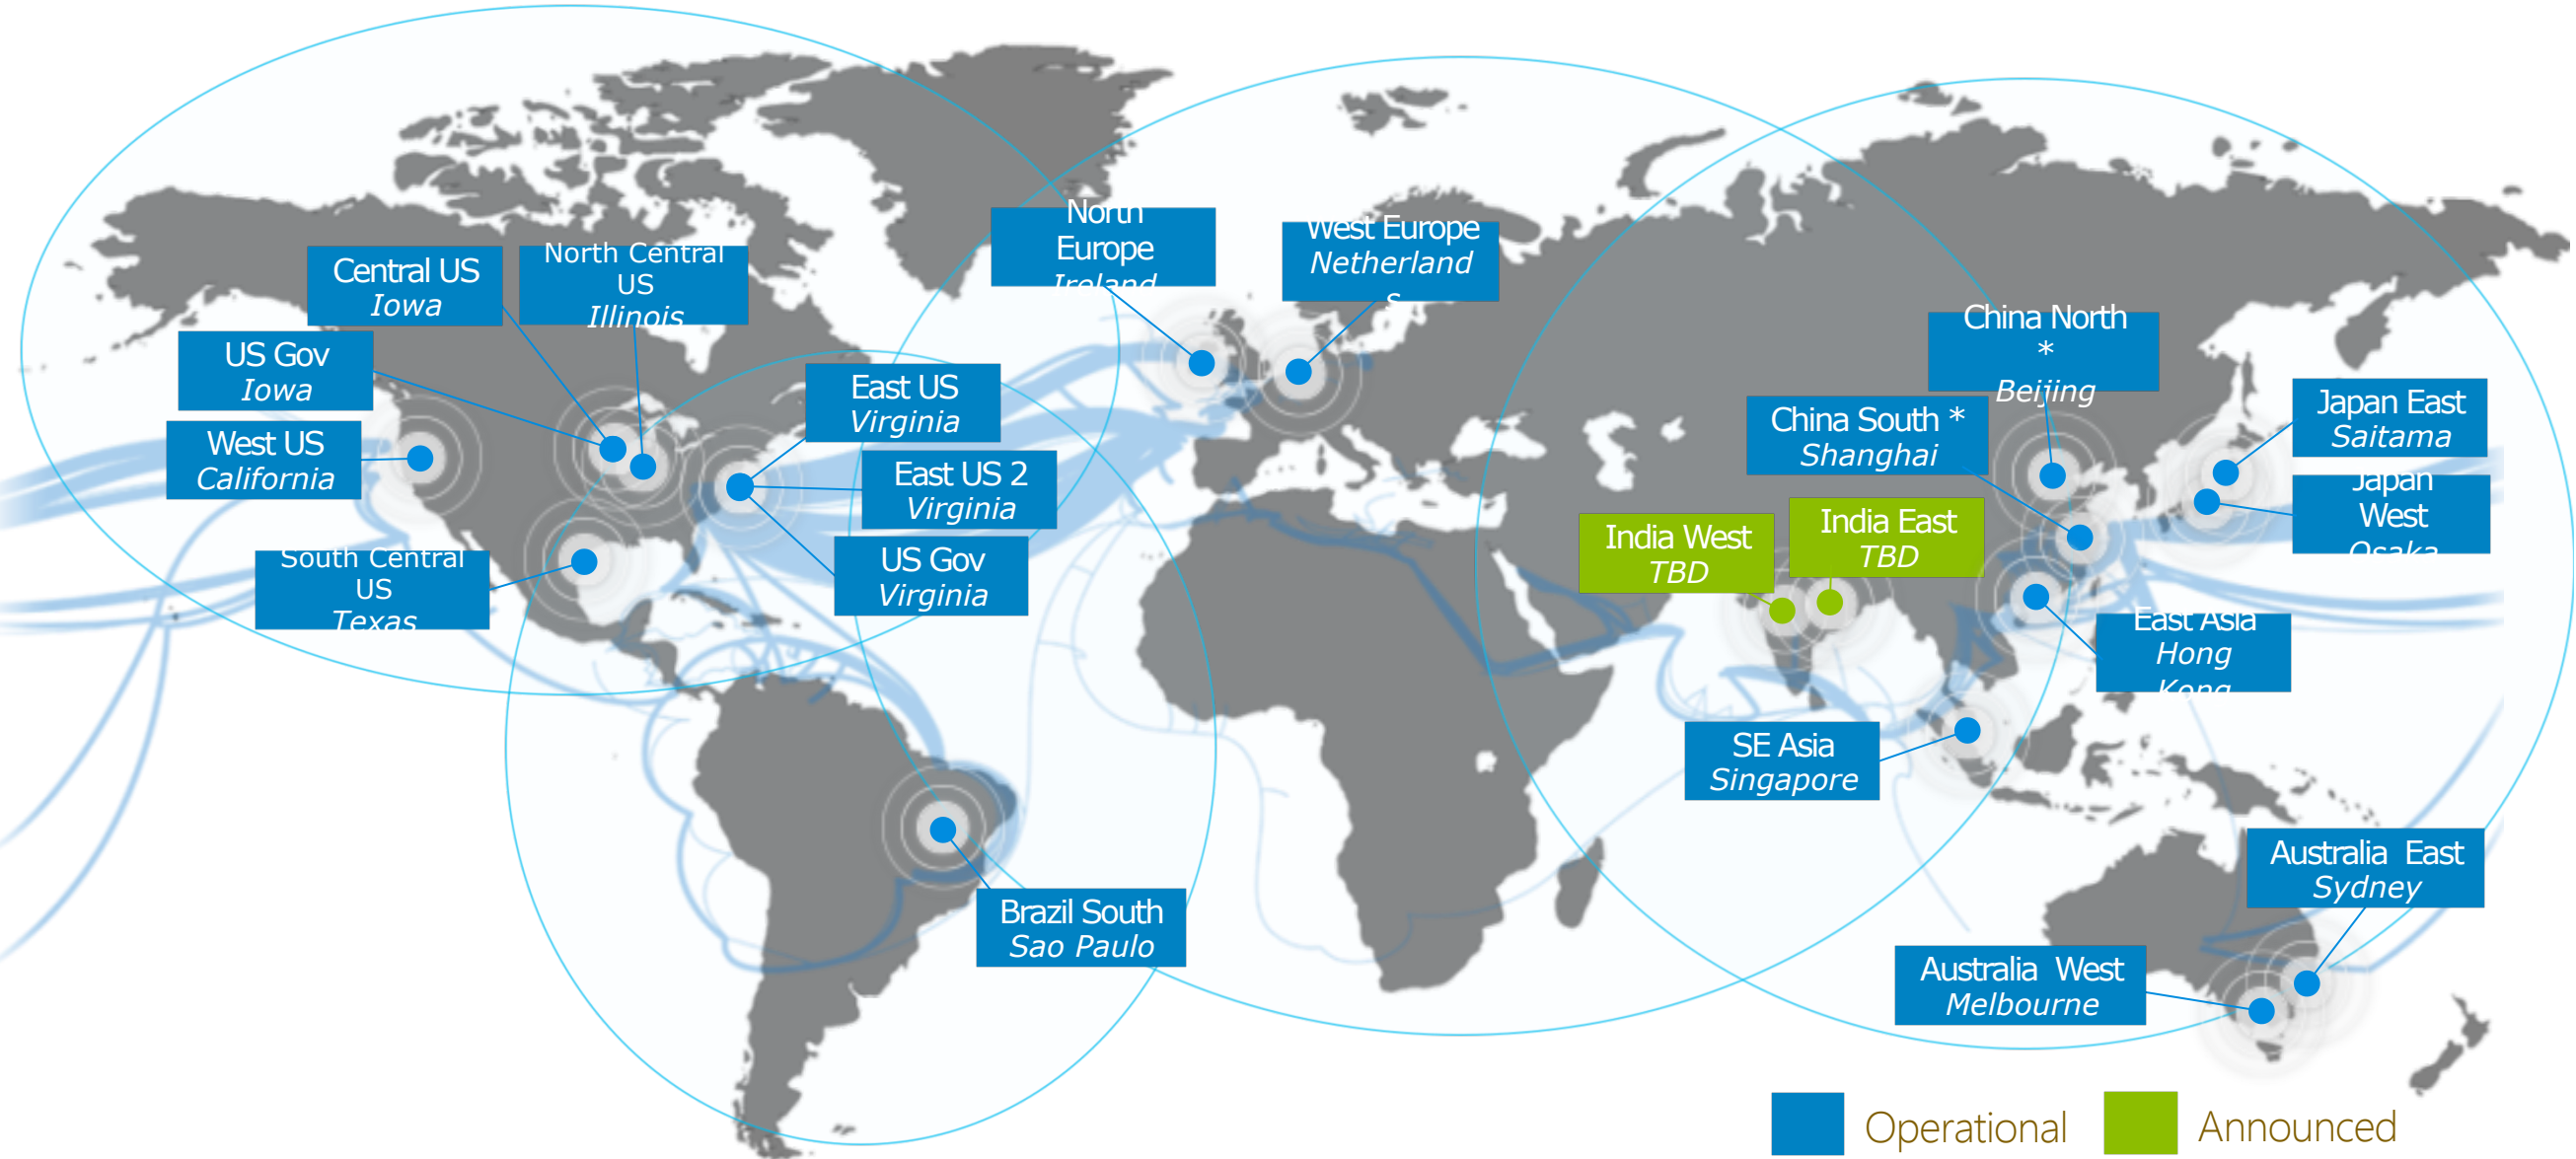 North
Europe
Ireland
West Europe
Netherland
s
Central US
Iowa
North Central
US
Illinois
US Gov
Iowa
West US
California
South Central
US
Texas
East US
Virginia
East US 2
Virginia
US Gov
Virginia
China North
*
Beijing
China South *
Shanghai
Japan East
Saitama
Japan
West
Osaka
India West
TBD
India East
TBD
East Asia
Hong
Kong
SE Asia
Singapore
Brazil South
Sao Paulo
Australia East
Sydney
Australia West
Melbourne
Operational
Announced